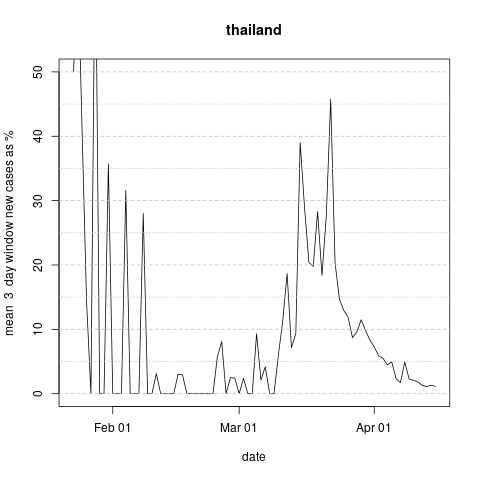 thailand
mean 3 day window new cases as %
50
40
30
20
10
0
Feb 01
Mar 01
Apr 01
date